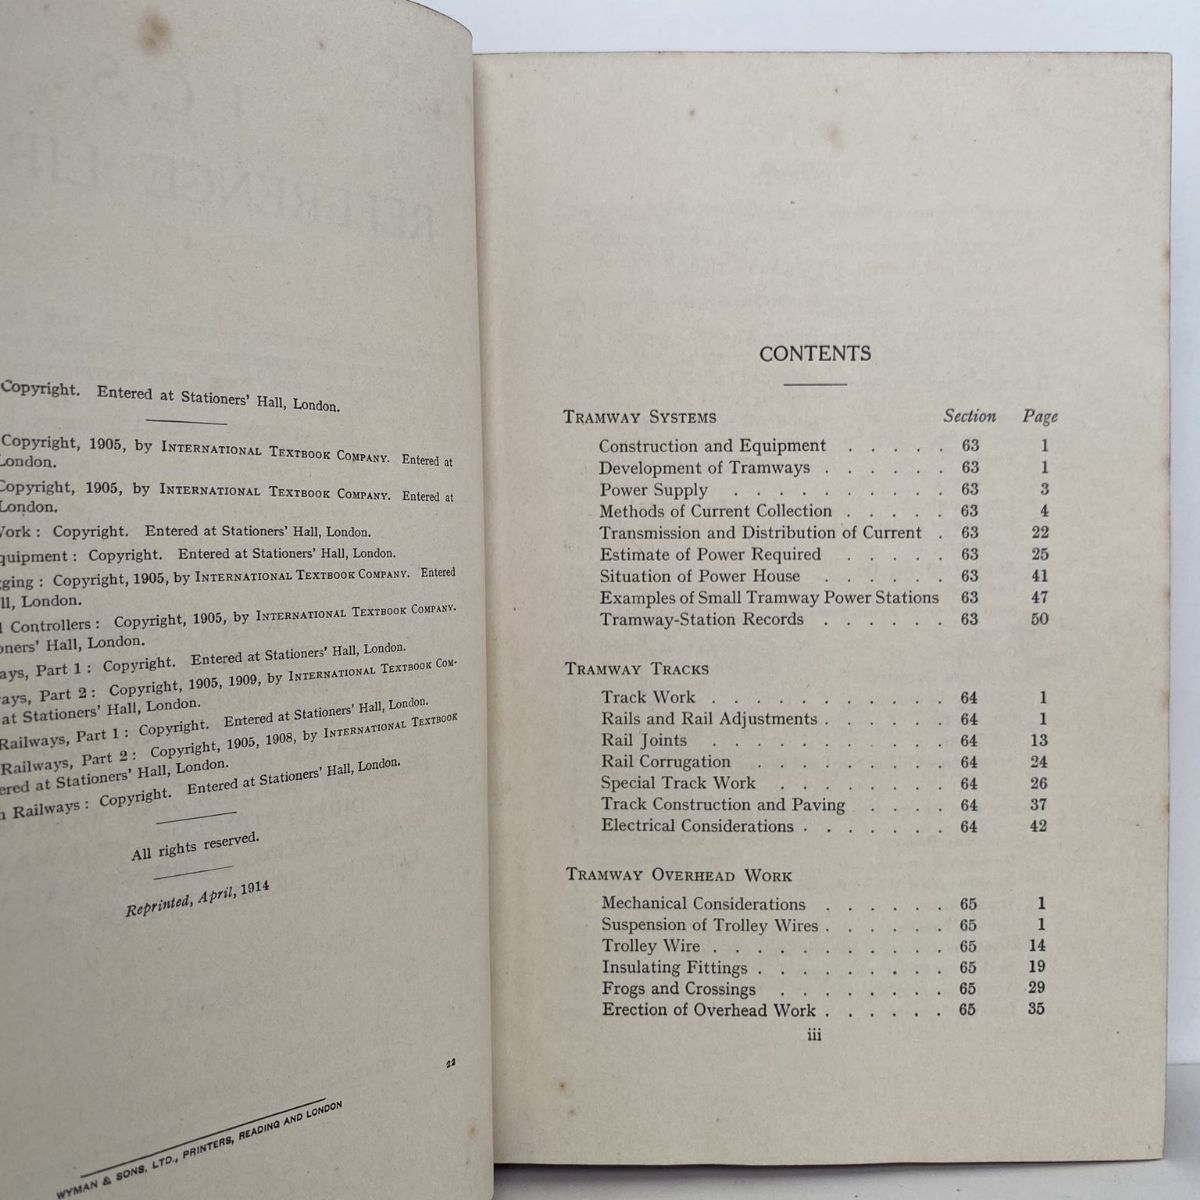 Copyright. Entered at Stationers' Hall, London.
Copyright, 1905, by INTERNATIONAL TEXTBOOK COMPANY. Entered at
London.
Copyright, 1905, by INTERNATIONAL TEXTBOOK COMPANY. Entered at
London.
Work : Copyright. Entered at Stationers' Hall, London.
quipment : Copyright. Entered at Stationers' Hall, London.
gging : Copyright, 1905, by INTERNATIONAL TEXTBOOK COMPANY. Entered
ll, London.
l Controllers : Copyright, 1905, by INTERNATIONAL TEXTBOOK COMPANY.
oners' Hall, London.
ays, Part 1 : Copyright. Entered at Stationers' Hall, London.
ays, Part 2 : Copyright, 1905, 1909, by INTERNATIONAL TEXTBOOK COM-
at Stationers' Hall, London.
Railways, Part 1 : Copyright. Entered at Stationers' Hall, London.
Railways, Part 2 : Copyright, 1905, 1908, by INTERNATIONAL TEXTBOOK
ered at Stationers' Hall, London.
n Railways : Copyright. Entered at Stationers' Hall, London.
All rights reserved.
Reprinted, April, 1914
22
WYMAN & SONS, LTD., PRINTERS, READING AND LONDON
CONTENTS
TRAMWAY SYSTEMS Section Page
Construction and Equipment . . . . . 63 1
Development of Tramways . . . . . . 63 1
Power Supply . . . . . . . . . . 63 3
Methods of Current Collection . . . . . 63 4
Transmission and Distribution of Current . 63 22
Estimate of Power Required . . . . . 63 25
Situation of Power House . . . . . . 63 41
Examples of Small Tramway Power Stations 63 47
Tramway-Station Records . . . . . . 63 50
TRAMWAY TRACKS
Track Work . . . . . . . . . . . 64 1
Rails and Rail Adjustments . . . . . . 64 1
Rail Joints . . . . . . . . . . . 64 13
Rail Corrugation . . . . . . . . . 64 24
Special Track Work . . . . . . . . 64 26
Track Construction and Paving . . . . 64 37
Electrical Considerations . . . . . . . 64 42
TRAMWAY OVERHEAD WORK
Mechanical Considerations . . . . . . 65 1
Suspension of Trolley Wires . . . . . . 65 1
Trolley Wire . . . . . . . . . . . 65 14
Insulating Fittings . . . . . . . . . 65 19
Frogs and Crossings . . . . . . . . 65 29
Erection of Overhead Work . . . . . . 65 35
iii